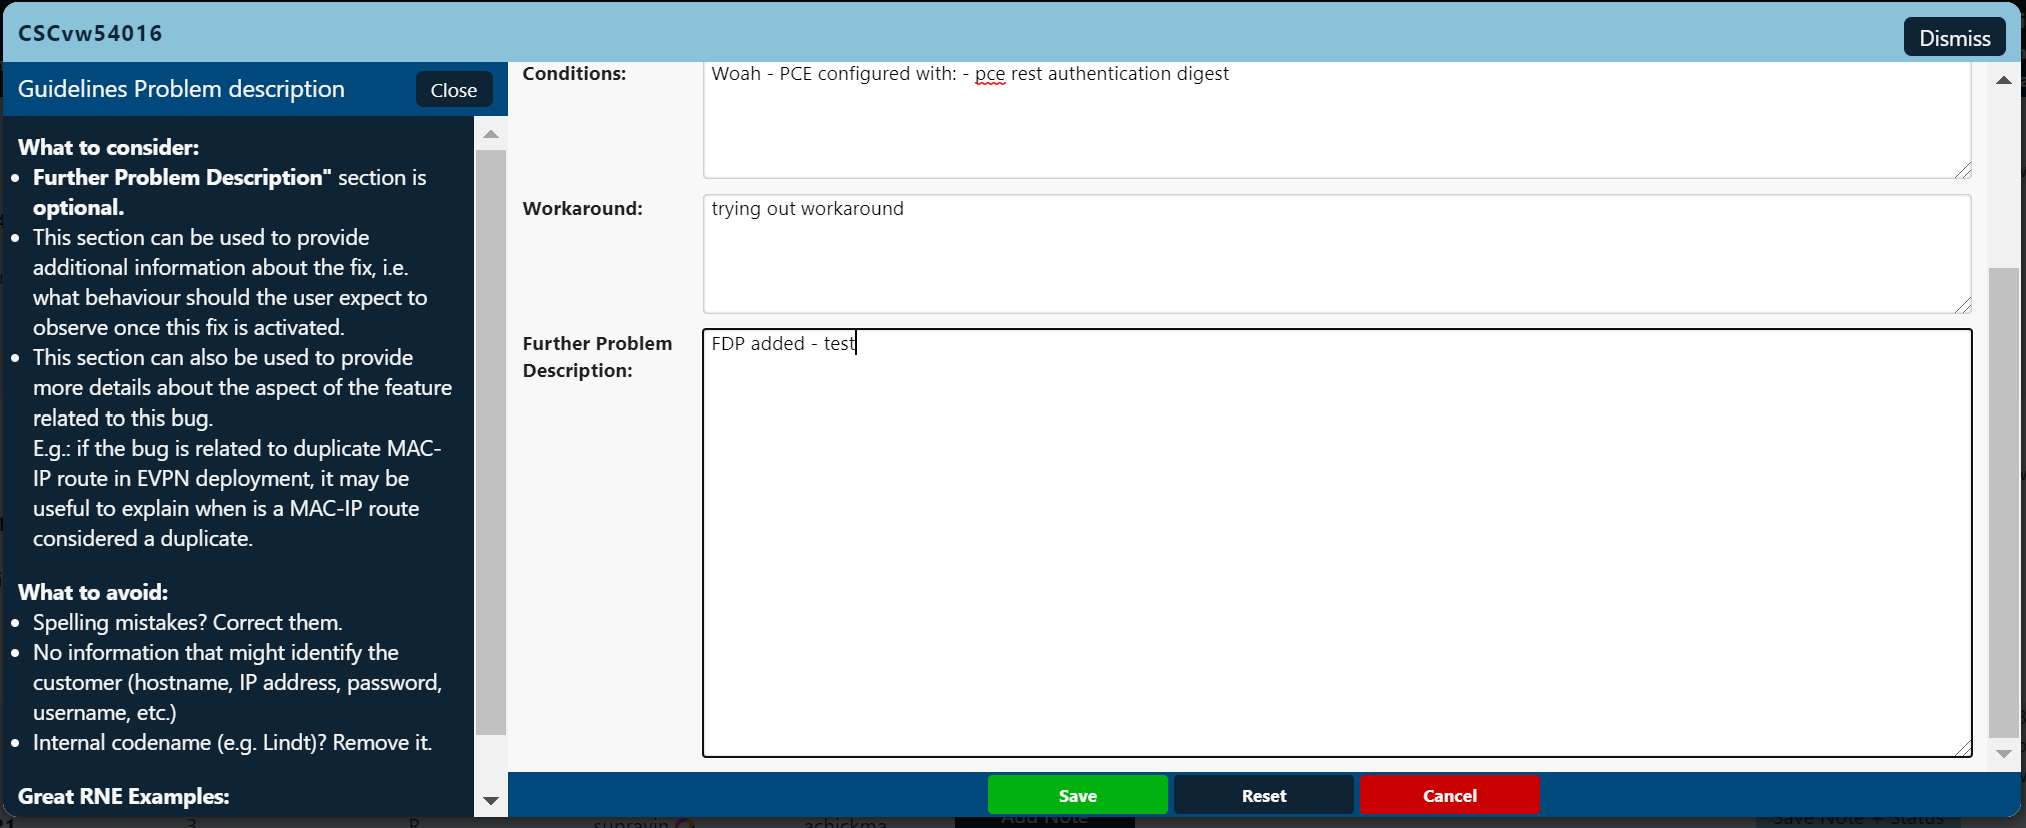 CSCvw54016
Dismiss
Guidelines Problem description
Close
What to consider:
Further Problem Description" section is
optional.
This section can be used to provide
additional information about the fix, i.e.
what behaviour should the user expect to
observe once this fix is activated.
This section can also be used to provide
more details about the aspect of the feature
related to this bug.
E.g.: if the bug is related to duplicate MAC-
IP route in EVPN deployment, it may be
useful to explain when is a MAC-IP route
considered a duplicate.
What to avoid:
Spelling mistakes? Correct them.
No information that might identify the
customer (hostname, IP address, password,
username, etc.)
Internal codename (e.g. Lindt)? Remove it.
Great RNE Examples:
Conditions:
Woah - PCE configured with: - pce rest authentication digest
Workaround:
trying out workaround
Further Problem
Description:
FDP added - test
Save
Reset
Cancel
supravin
achickma
Add Note
Save Note + Status